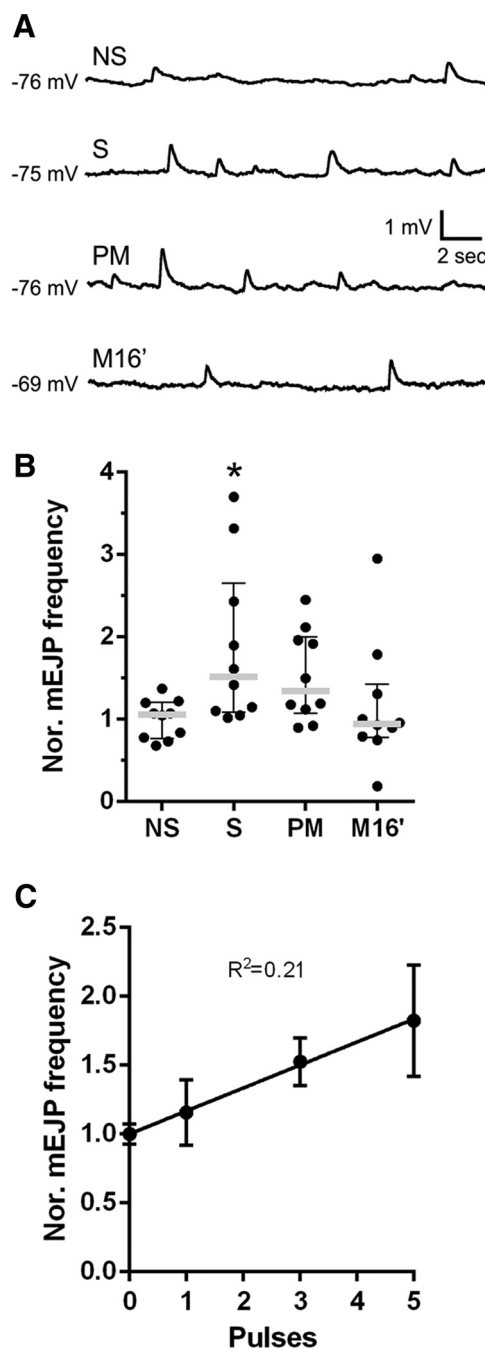 A
NS
-76 mV
S
-75 mV
1 mV
2 sec
PM
-76 mV
M16'
-69 mV
B
*
Nor. mEJP frequency
4
3
2
1
0
NS S PM M16'
C
R²=0.21
Nor. mEJP frequency
2.5
2.0
1.5
1.0
0.5
0.0
0 1 2 3 4 5
Pulses